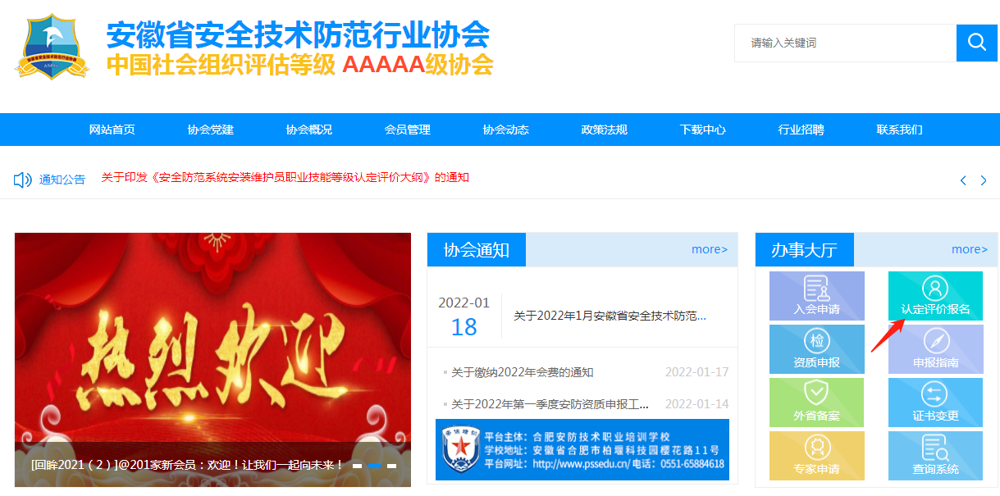 安徽省安全技术防范行业协会
中国社会组织评估等级 AAAAA级协会
请输入关键词
网站首页 协会党建 协会概况 会员管理 协会动态 政策法规 下载中心 行业招聘 联系我们
通知公告 关于印发《安全防范系统安装维护员职业技能等级认定评价大纲》的通知
热烈欢迎
[回眸2021（2）]@201家新会员：欢迎！让我们一起向未来！
协会通知 more>
2022-01
18
关于2022年1月安徽省安全技术防范...
关于缴纳2022年会费的通知 2022-01-17
关于2022年第一季度安防资质申报工... 2022-01-14
平台主体：合肥安防技术职业培训学校
学校地址：安徽省合肥市柏堰科技园樱花路11号
平台网址：http://www.pssedu.cn/ 电话：0551-65884618
办事大厅 more>
入会申请 认定评价报名
检
资质申报 申报指南
外省备案 证书变更
专家申请 查询系统